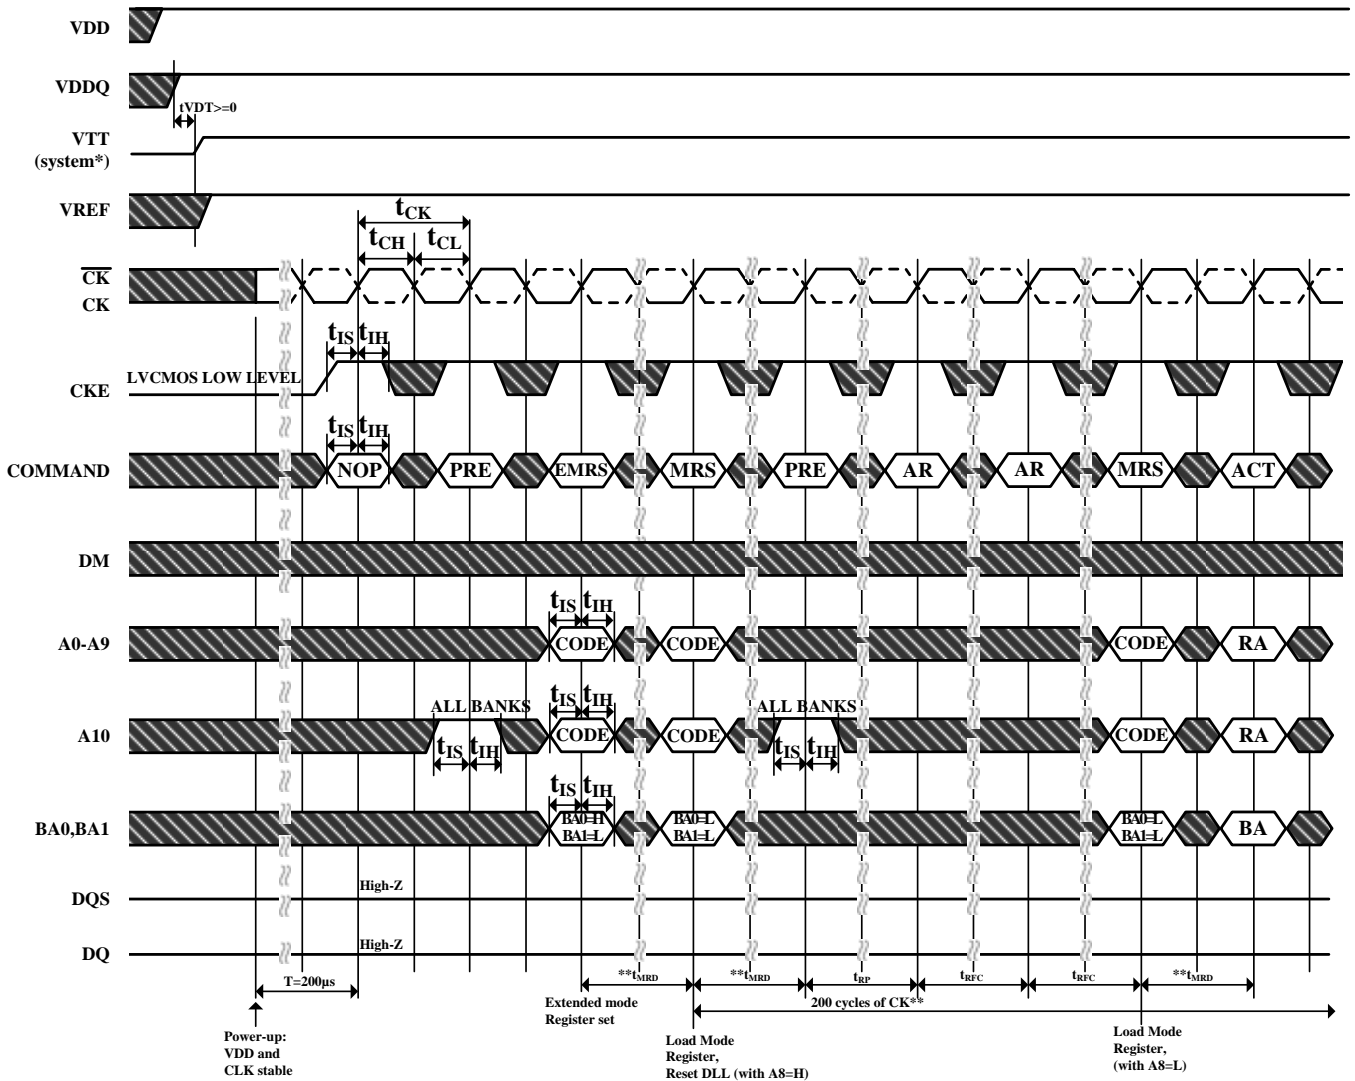 VDD
VDDQ
tVDT>=0
VTT
(system*)
VREF
tCK
tCH tCL
CK
CK
tIS tIH
LVCMOS LOW LEVEL
CKE
tIS tIH
COMMAND NOP PRE EMRS MRS PRE AR AR MRS ACT
DM
tIS tIH
A0-A9 CODE CODE CODE RA
ALL BANKS tIS tIH ALL BANKS
A10 CODE CODE CODE RA
tIS tIH tIS tIH
tIS tIH
BA0,BA1 BA0=H BA1=L BA0=L BA1=L BA0=L BA1=L BA
High-Z
DQS
High-Z
DQ
T=200µs **tMRD **tMRD tRP tRFC tRFC **tMRD
Extended mode
Register set
200 cycles of CK**
Power-up:
VDD and
CLK stable
Load Mode
Register,
Reset DLL (with A8=H)
Load Mode
Register,
(with A8=L)